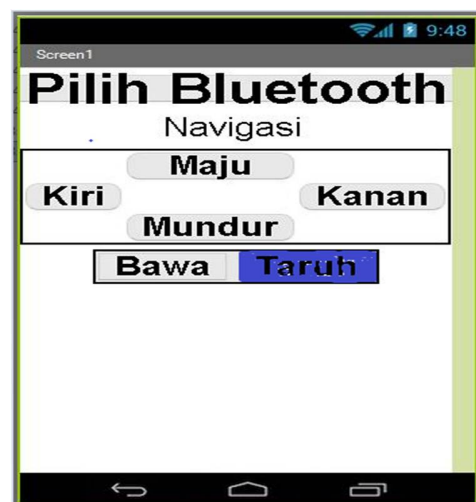 9:48
Screen1
Pilih Bluetooth
Navigasi
Maju
Kiri Kanan
Mundur
Bawa Taruh